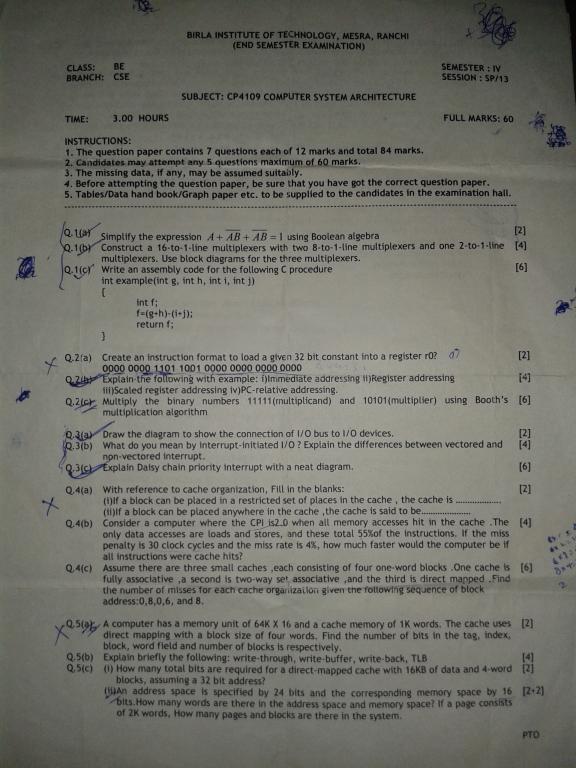 BIRLA INSTITUTE OF TECHNOLOGY, MESRA, RANCHI
(END SEMESTER EXAMINATION)
CLASS: BE SEMESTER : IV
BRANCH: CSE SESSION : SP/13
SUBJECT: CP4109 COMPUTER SYSTEM ARCHITECTURE
TIME: 3.00 HOURS FULL MARKS: 60
INSTRUCTIONS:
1. The question paper contains 7 questions each of 12 marks and total 84 marks.
2. Candidates may attempt any 5 questions maximum of 60 marks.
3. The missing data, if any, may be assumed suitably.
4. Before attempting the question paper, be sure that you have got the correct question paper.
5. Tables/Data hand book/Graph paper etc. to be supplied to the candidates in the examination hall.
Q.1(a) Simplify the expression A + A̅B̅ + A̅B̅ = 1 using Boolean algebra [2]
Q.1(b) Construct a 16-to-1-line multiplexers with two 8-to-1-line multiplexers and one 2-to-1-line [4]
multiplexers. Use block diagrams for the three multiplexers.
Q.1(c) Write an assembly code for the following C procedure [6]
int example(int g, int h, int i, int j)
{
int f;
f=(g+h)-(i+j);
return f;
}
Q.2(a) Create an instruction format to load a given 32 bit constant into a register r0? [2]
0000 0000 1101 1001 0000 0000 0000 0000
Q.2(b) Explain the following with example: i)Immediate addressing ii)Register addressing [4]
iii)Scaled register addressing iv)PC-relative addressing.
Q.2(c) Multiply the binary numbers 11111(multiplicand) and 10101(multiplier) using Booth's [6]
multiplication algorithm
Q.3(a) Draw the diagram to show the connection of I/O bus to I/O devices. [2]
Q.3(b) What do you mean by interrupt-initiated I/O ? Explain the differences between vectored and [4]
non-vectored interrupt.
Q.3(c) Explain Daisy chain priority interrupt with a neat diagram. [6]
Q.4(a) With reference to cache organization, Fill in the blanks: [2]
(i)If a block can be placed in a restricted set of places in the cache , the cache is ..................
(ii)If a block can be placed anywhere in the cache ,the cache is said to be...................
Q.4(b) Consider a computer where the CPI is2.0 when all memory accesses hit in the cache .The [4]
only data accesses are loads and stores, and these total 55%of the instructions. If the miss
penalty is 30 clock cycles and the miss rate is 4%, how much faster would the computer be if
all instructions were cache hits?
Q.4(c) Assume there are three small caches ,each consisting of four one-word blocks .One cache is [6]
fully associative ,a second is two-way set associative ,and the third is direct mapped .Find
the number of misses for each cache organization given the following sequence of block
address:0,8,0,6, and 8.
Q.5(a) A computer has a memory unit of 64K X 16 and a cache memory of 1K words. The cache uses [2]
direct mapping with a block size of four words. Find the number of bits in the tag, index,
block, word field and number of blocks is respectively.
Q.5(b) Explain briefly the following: write-through, write-buffer, write-back, TLB [4]
Q.5(c) (i) How many total bits are required for a direct-mapped cache with 16KB of data and 4-word [2]
blocks, assuming a 32 bit address?
(ii)An address space is specified by 24 bits and the corresponding memory space by 16 [2+2]
bits.How many words are there in the address space and memory space? If a page consists
of 2K words, How many pages and blocks are there in the system.
PTO